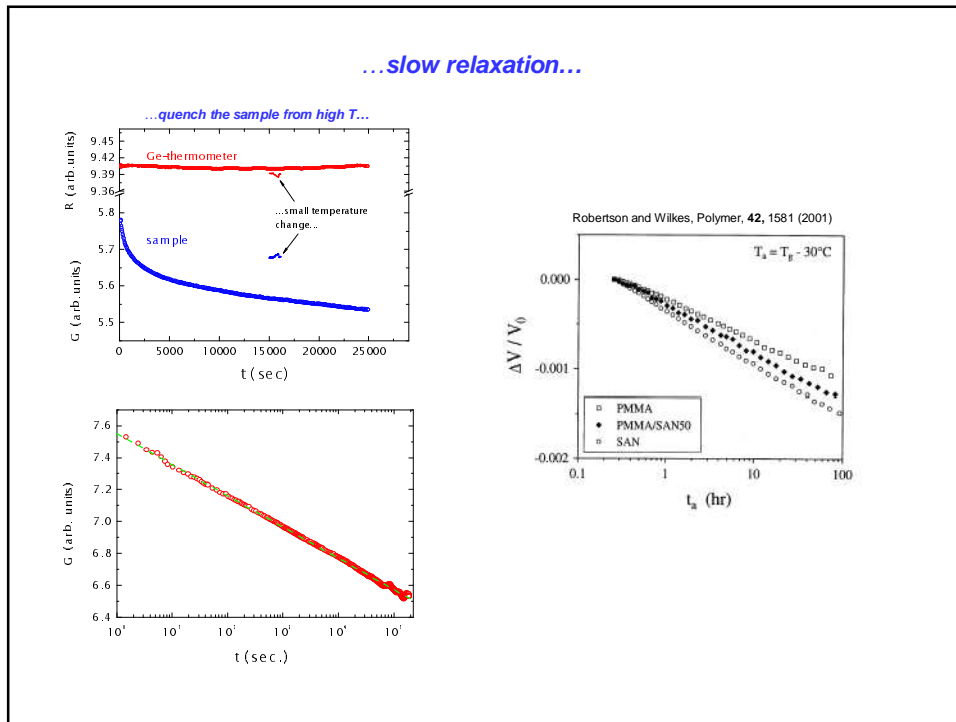 ...slow relaxation...
...quench the sample from high T...
R (arb.units)
9.45
9.42
9.39
9.36
Ge-thermometer
...small temperature
change...
G (arb. units)
5.8
5.7
5.6
5.5
sample
0 5000 10000 15000 20000 25000
t (sec)
G (arb. units)
7.6
7.4
7.2
7.0
6.8
6.6
6.4
t (sec.)
Robertson and Wilkes, Polymer, 42, 1581 (2001)
Tₐ = T_g - 30°C
ΔV / V₀
0.000
-0.001
-0.002
PMMA
PMMA/SAN50
SAN
0.1 1 10 100
tₐ (hr)